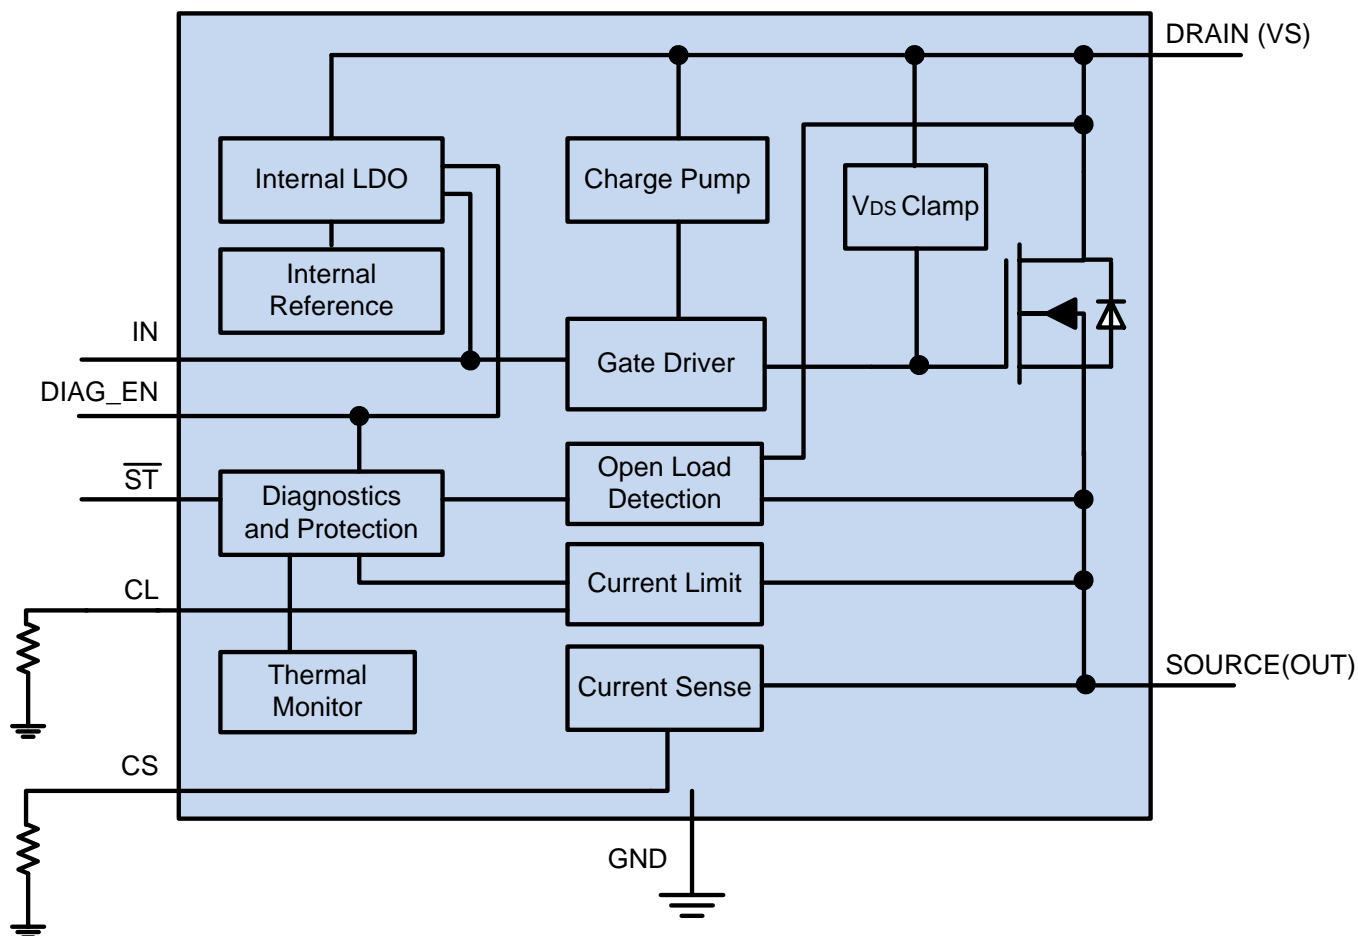 DRAIN (VS)
Internal LDO
Charge Pump
VDS Clamp
Internal
Reference
IN
Gate Driver
DIAG_EN
ST
Diagnostics
and Protection
Open Load
Detection
CL
Current Limit
Thermal
Monitor
Current Sense
SOURCE(OUT)
CS
GND